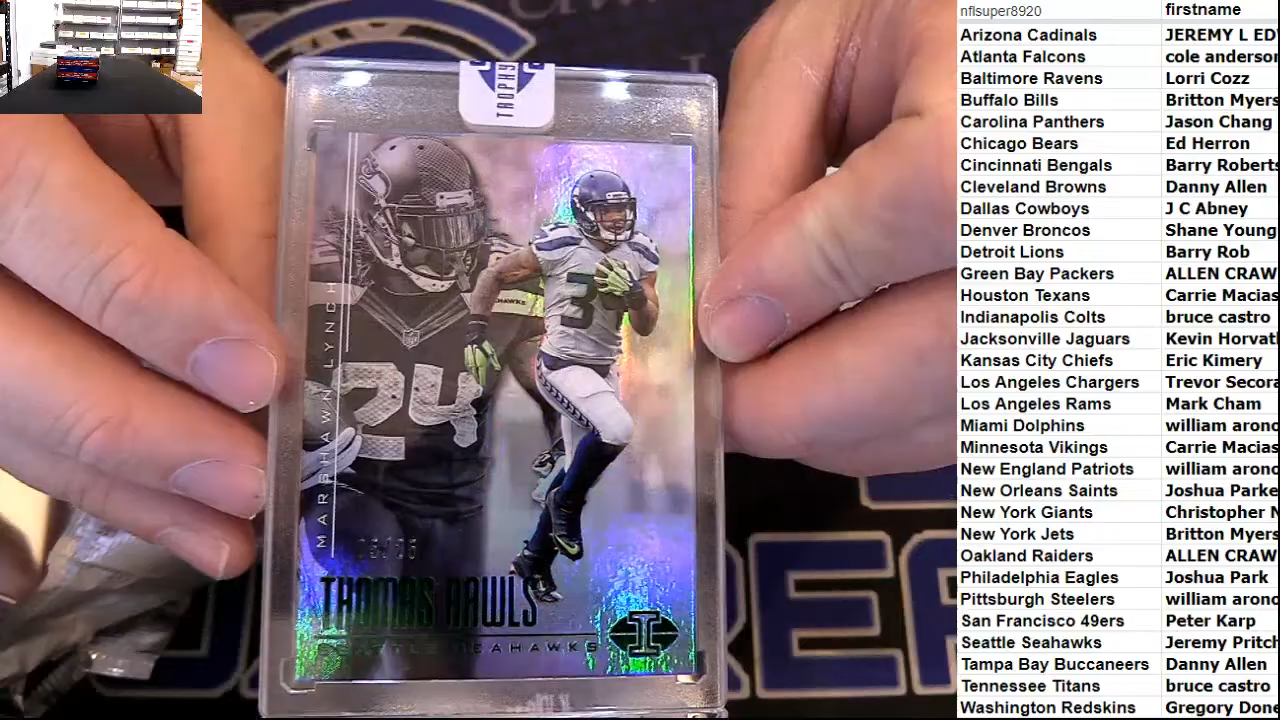 nflsuper8920 firstname
Arizona Cadinals JEREMY L ED
Atlanta Falcons cole anderso
Baltimore Ravens Lorri Cozz
Buffalo Bills Britton Myers
Carolina Panthers Jason Chang
Chicago Bears Ed Herron
Cincinnati Bengals Barry Roberts
Cleveland Browns Danny Allen
Dallas Cowboys J C Abney
Denver Broncos Shane Young
Detroit Lions Barry Rob
Green Bay Packers ALLEN CRAW
Houston Texans Carrie Macias
Indianapolis Colts bruce castro
Jacksonville Jaguars Kevin Horvat
Kansas City Chiefs Eric Kimery
Los Angeles Chargers Trevor Secora
Los Angeles Rams Mark Cham
Miami Dolphins william arono
Minnesota Vikings Carrie Macias
New England Patriots william arono
New Orleans Saints Joshua Parke
New York Giants Christopher N
New York Jets Britton Myers
Oakland Raiders ALLEN CRAW
Philadelphia Eagles Joshua Park
Pittsburgh Steelers william arono
San Francisco 49ers Peter Karp
Seattle Seahawks Jeremy Pritch
Tampa Bay Buccaneers Danny Allen
Tennessee Titans bruce castro
Washington Redskins Gregory Done
TROPHY
MARSHAWN LYNCH
24
3
THOMAS RAWLS
SEATTLE SEAHAWKS
I